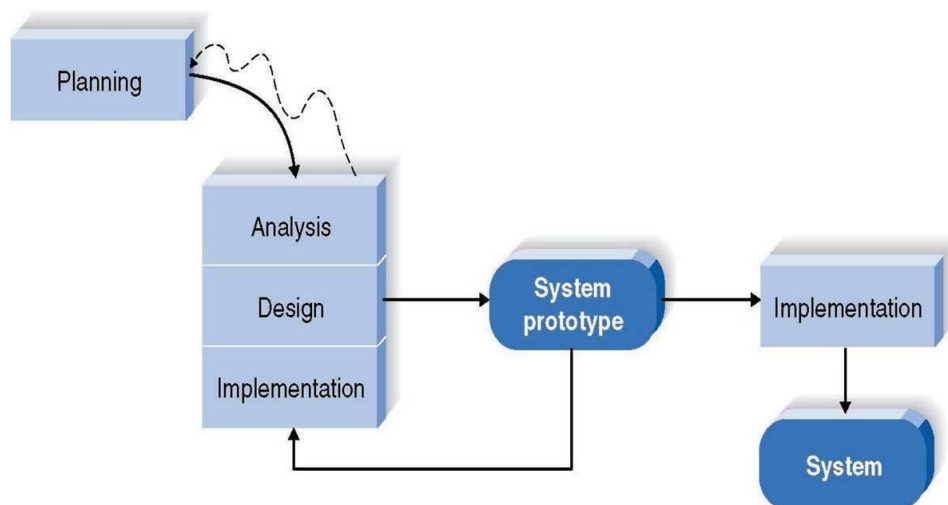 Planning
Analysis
Design
Implementation
System
prototype
Implementation
System